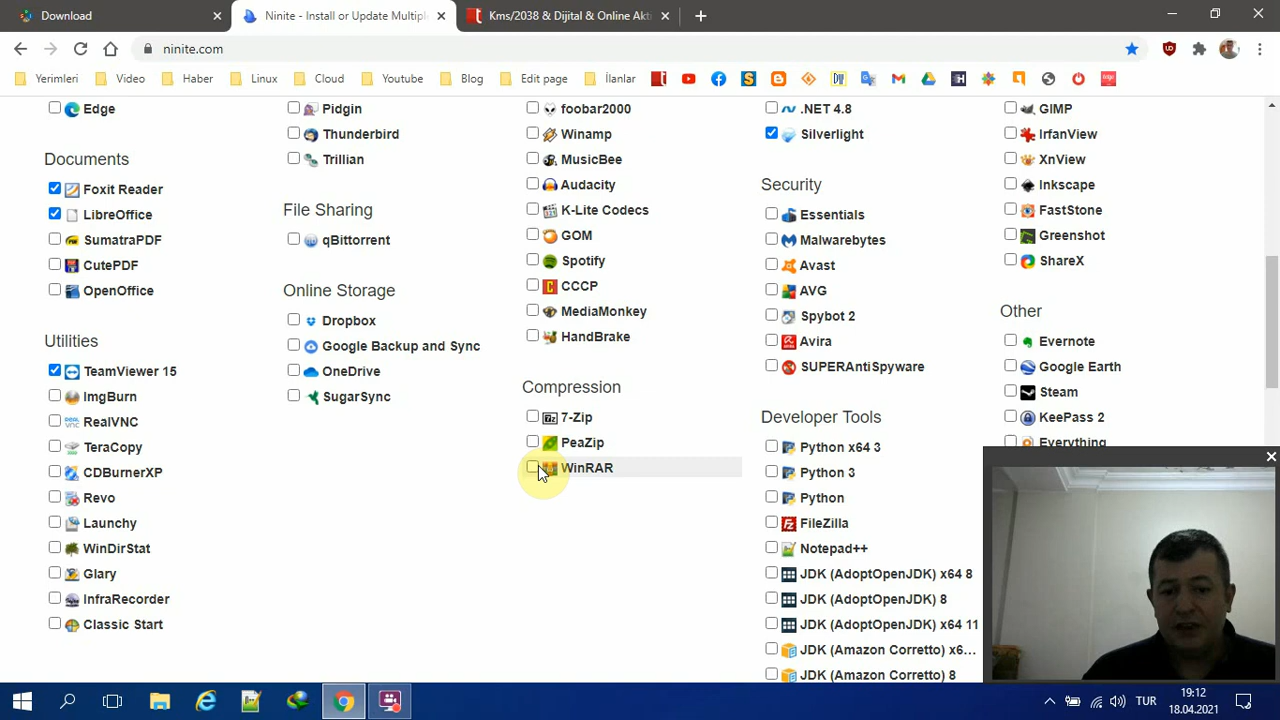 Download
Ninite - Install or Update Multiple
Kms/2038 & Dijital & Online Akti
ninite.com
Yerimleri
Video
Haber
Linux
Cloud
Youtube
Blog
Edit page
İlanlar
Edge
Documents
Foxit Reader
LibreOffice
SumatraPDF
CutePDF
OpenOffice
Utilities
TeamViewer 15
ImgBurn
RealVNC
TeraCopy
CDBurnerXP
Revo
Launchy
WinDirStat
Glary
InfraRecorder
Classic Start
Pidgin
Thunderbird
Trillian
File Sharing
qBittorrent
Online Storage
Dropbox
Google Backup and Sync
OneDrive
SugarSync
foobar2000
Winamp
MusicBee
Audacity
K-Lite Codecs
GOM
Spotify
CCCP
MediaMonkey
HandBrake
Compression
7-Zip
PeaZip
WinRAR
.NET 4.8
Silverlight
Security
Essentials
Malwarebytes
Avast
AVG
Spybot 2
Avira
SUPERAntiSpyware
Developer Tools
Python x64 3
Python 3
Python
FileZilla
Notepad++
JDK (AdoptOpenJDK) x64 8
JDK (AdoptOpenJDK) 8
JDK (AdoptOpenJDK) x64 11
JDK (Amazon Corretto) x6...
JDK (Amazon Corretto) 8
GIMP
IrfanView
XnView
Inkscape
FastStone
Greenshot
ShareX
Other
Evernote
Google Earth
Steam
KeePass 2
Everything
TUR
19:12
18.04.2021